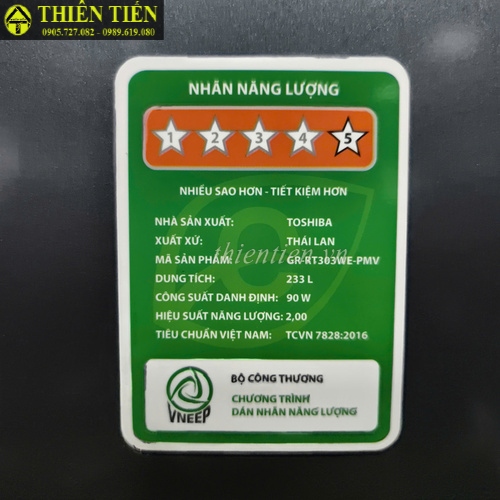 THIÊN TIẾN
0905.727.082 - 0989.619.080
NHÃN NĂNG LƯỢNG
1 2 3 4 5
NHIỀU SAO HƠN - TIẾT KIỆM HƠN
NHÀ SẢN XUẤT: TOSHIBA
XUẤT XỨ: THÁI LAN
thientien.vn
MÃ SẢN PHẨM: GR-RT303WE-PMV
DUNG TÍCH: 233 L
CÔNG SUẤT DANH ĐỊNH: 90 W
HIỆU SUẤT NĂNG LƯỢNG: 2,00
TIÊU CHUẨN VIỆT NAM: TCVN 7828:2016
VNEEP
BỘ CÔNG THƯƠNG
CHƯƠNG TRÌNH
DÁN NHÃN NĂNG LƯỢNG